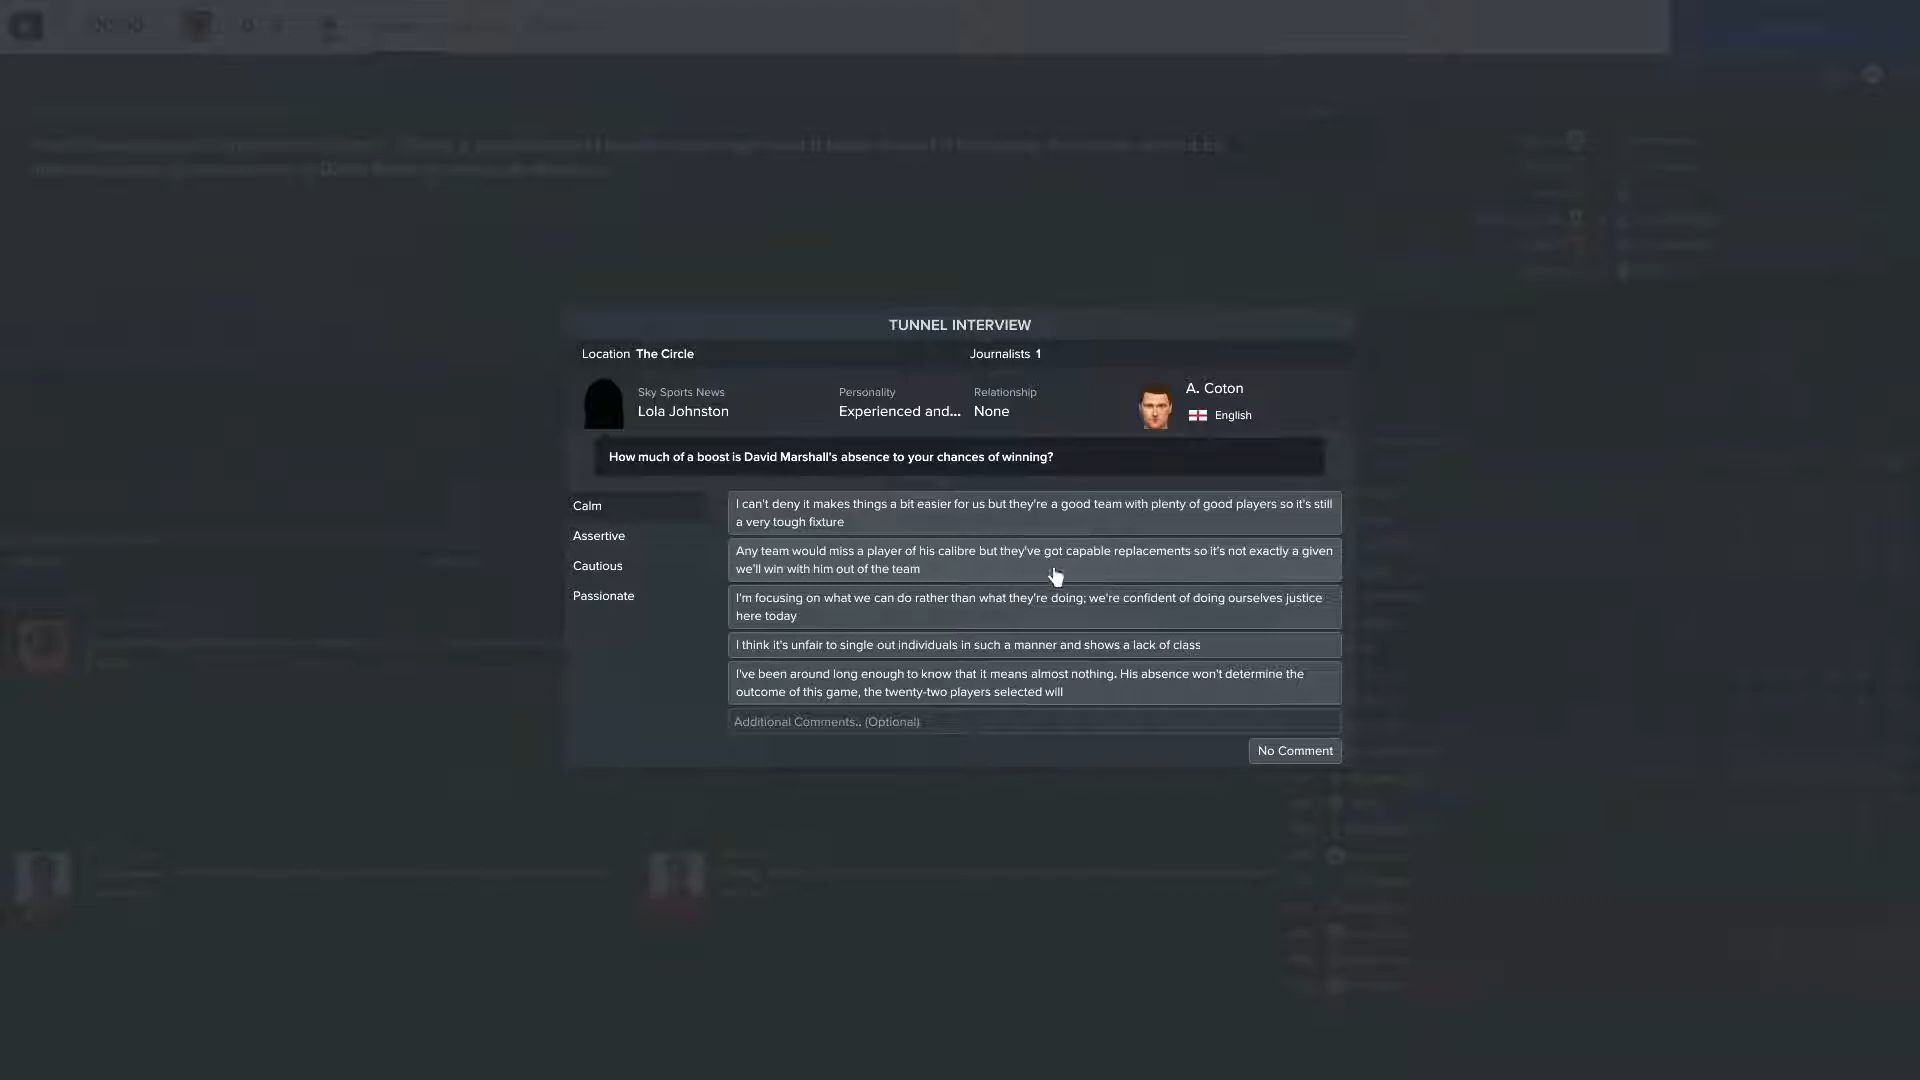 TUNNEL INTERVIEW
Location The Circle
Journalists 1
Sky Sports News
Lola Johnston
Personality
Experienced and...
Relationship
None
A. Coton
English
How much of a boost is David Marshall's absence to your chances of winning?
Calm
Assertive
Cautious
Passionate
I can't deny it makes things a bit easier for us but they're a good team with plenty of good players so it's still
a very tough fixture
Any team would miss a player of his calibre but they've got capable replacements so it's not exactly a given
we'll win with him out of the team
I'm focusing on what we can do rather than what they're doing; we're confident of doing ourselves justice
here today
I think it's unfair to single out individuals in such a manner and shows a lack of class
I've been around long enough to know that it means almost nothing. His absence won't determine the
outcome of this game, the twenty-two players selected will
Additional Comments.. (Optional)
No Comment